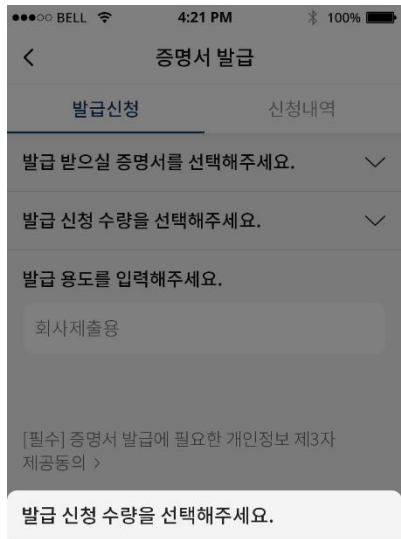 BELL 4:21 PM 100%
증명서 발급
발급신청 신청내역
발급 받으실 증명서를 선택해주세요.
발급 신청 수량을 선택해주세요.
발급 용도를 입력해주세요.
회사제출용
[필수] 증명서 발급에 필요한 개인정보 제3자
제공동의 >
발급 신청 수량을 선택해주세요.